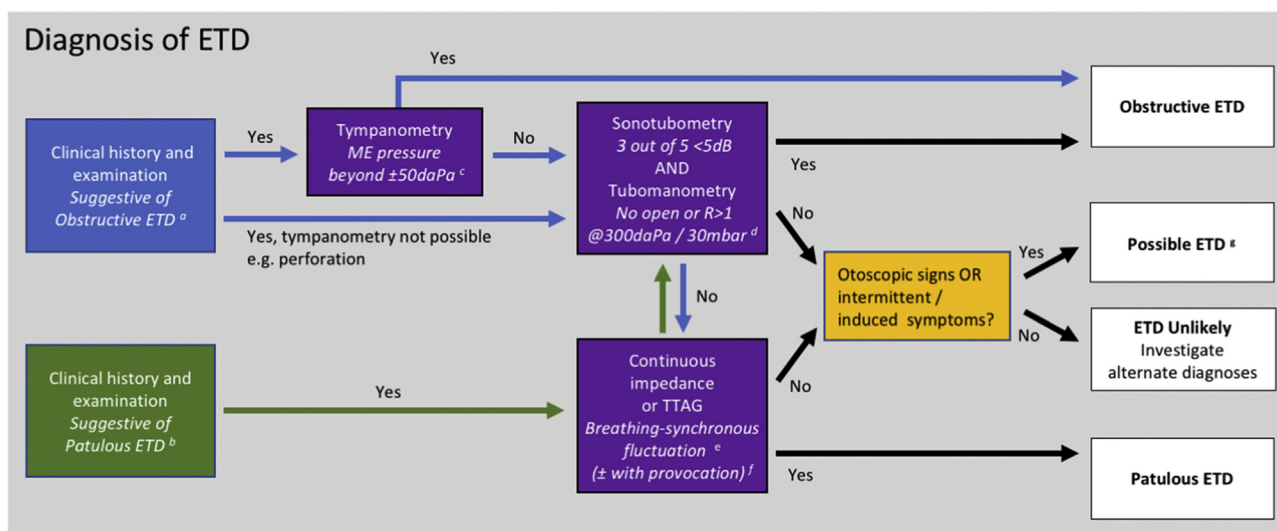 Diagnosis of ETD
Clinical history and
examination
Suggestive of
Obstructive ETD a
Yes
Tympanometry
ME pressure
beyond ±50daPa c
Yes
No
Yes, tympanometry not possible
e.g. perforation
Sonotubometry
3 out of 5 <5dB
AND
Tubomanometry
No open or R>1
@300daPa / 30mbar d
Yes
No
No
Obstructive ETD
Otoscopic signs OR
intermittent /
induced symptoms?
Yes
No
Possible ETD g
ETD Unlikely
Investigate
alternate diagnoses
Clinical history and
examination
Suggestive of
Patulous ETD b
Yes
Continuous
impedance
or TTAG
Breathing-synchronous
fluctuation e
(± with provocation) f
No
Yes
Patulous ETD